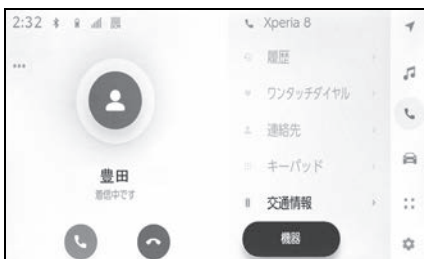 2:32
豊田
着信中です
Xperia 8
履歴
ワンタッチダイヤル
連絡先
キーパッド
交通情報
機器